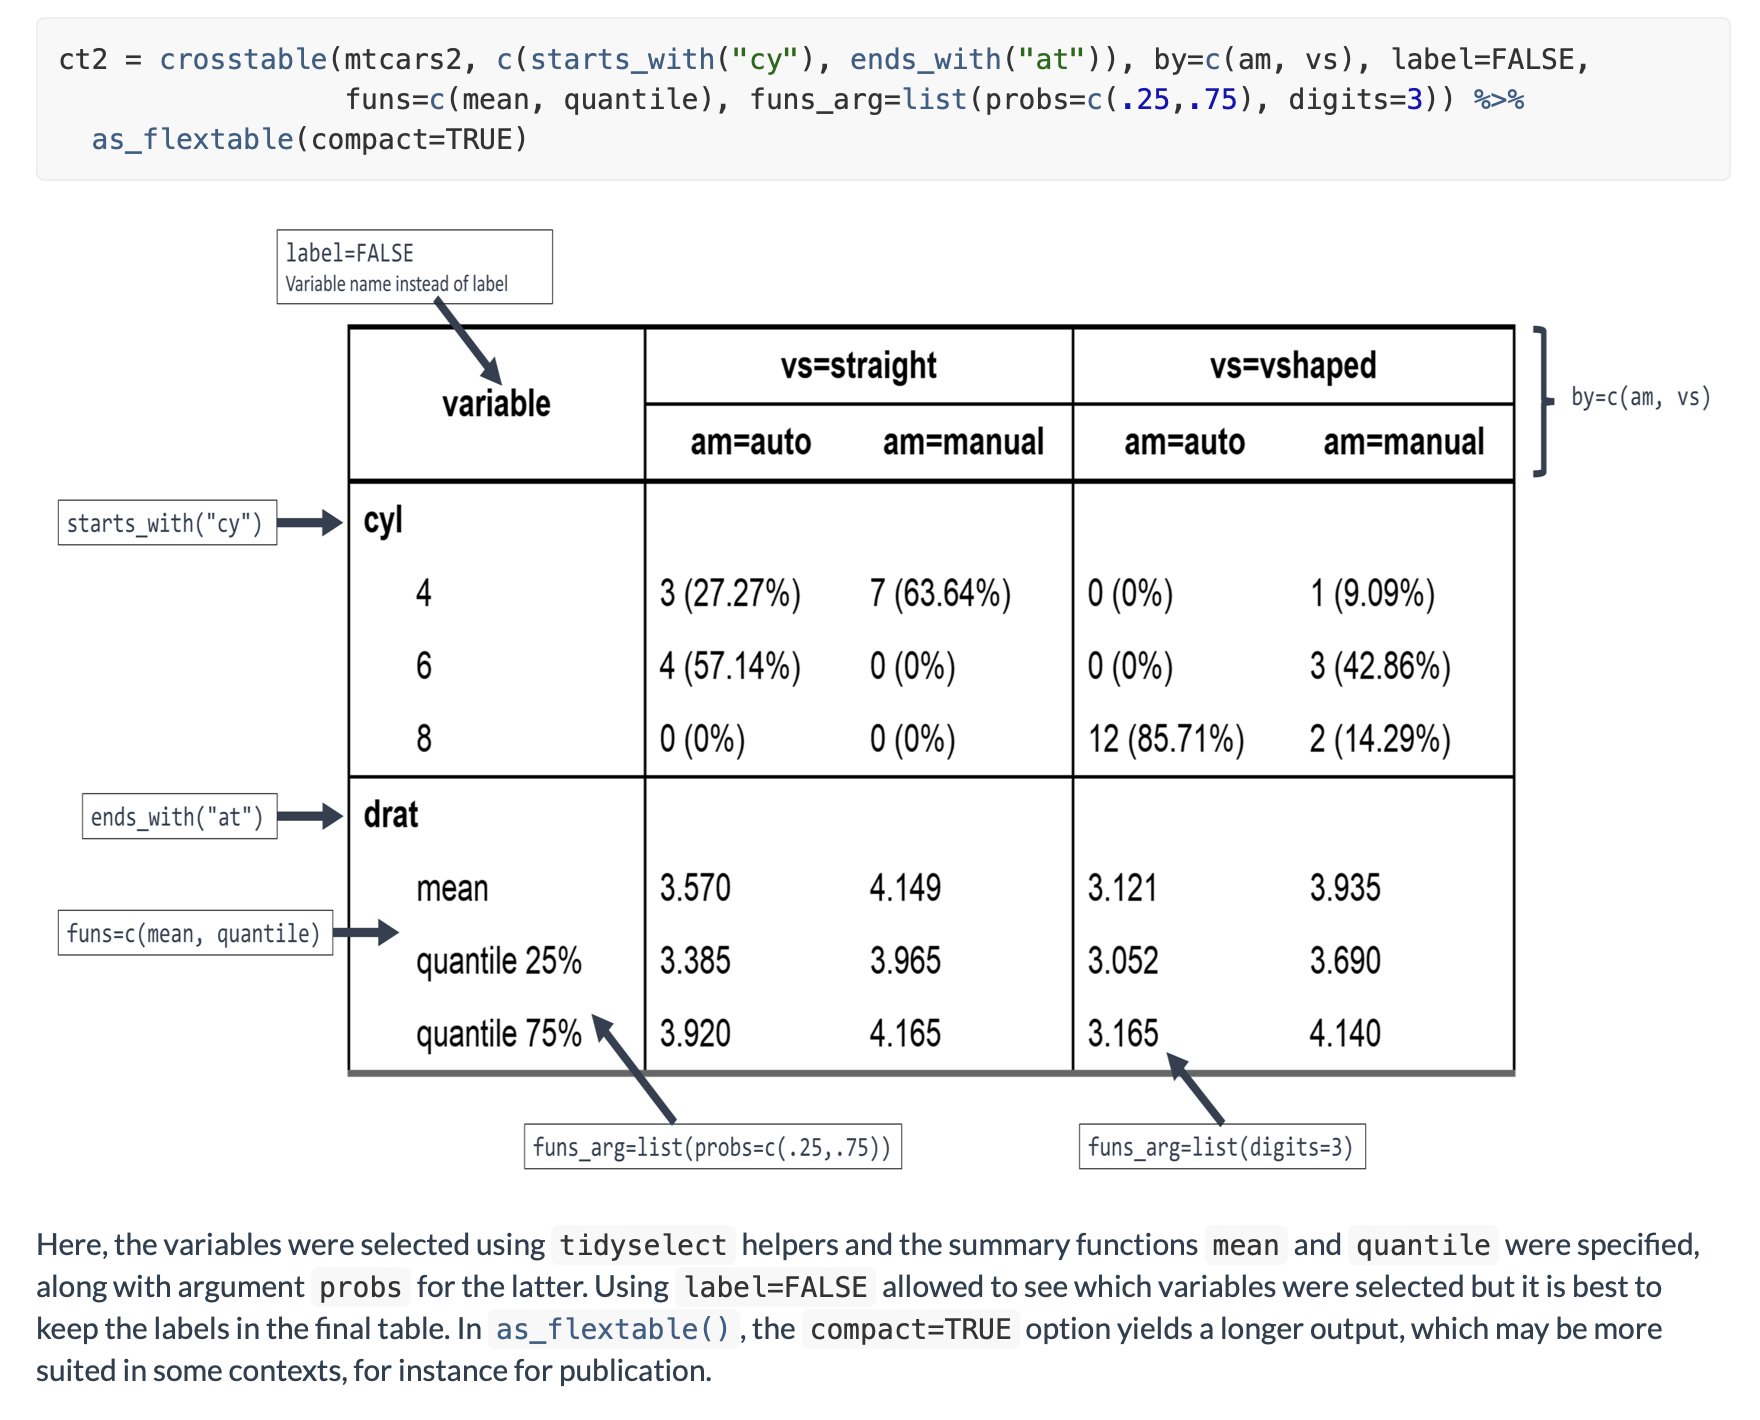 ct2 = crosstable(mtcars2, c(starts_with("cy"), ends_with("at")), by=c(am, vs), label=FALSE,
funs=c(mean, quantile), funs_arg=list(probs=c(.25,.75), digits=3)) %>%
as_flextable(compact=TRUE)
label=FALSE
Variable name instead of label
variable
vs=straight
vs=vshaped
by=c(am, vs)
am=auto am=manual am=auto am=manual
starts_with("cy")
cyl
4 3 (27.27%) 7 (63.64%) 0 (0%) 1 (9.09%)
6 4 (57.14%) 0 (0%) 0 (0%) 3 (42.86%)
8 0 (0%) 0 (0%) 12 (85.71%) 2 (14.29%)
ends_with("at")
drat
mean 3.570 4.149 3.121 3.935
funs=c(mean, quantile)
quantile 25% 3.385 3.965 3.052 3.690
quantile 75% 3.920 4.165 3.165 4.140
funs_arg=list(probs=c(.25,.75))
funs_arg=list(digits=3)
Here, the variables were selected using tidyselect helpers and the summary functions mean and quantile were specified,
along with argument probs for the latter. Using label=FALSE allowed to see which variables were selected but it is best to
keep the labels in the final table. In as_flextable() , the compact=TRUE option yields a longer output, which may be more
suited in some contexts, for instance for publication.